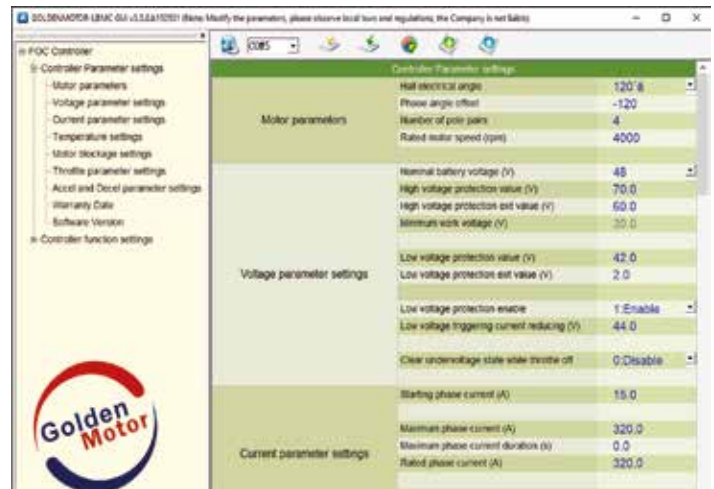 GOLDENMOTOR-LBMC GUI (Note: Modify the parameters, please observe local laws and regulations, the Company is not liable)
COM5
FOC Controller
Controller Parameter settings
Motor parameters
Voltage parameter settings
Current parameter settings
Temperature settings
Motor blockage settings
Throttle parameter settings
Accel and Decel parameter settings
Warranty Date
Software Version
Controller function settings
Golden
Motor
Controller Parameter settings
Motor parameters
Hall electrical angle 120°
Phase angle offset -120
Number of pole pairs 4
Rated motor speed (rpm) 4000
Voltage parameter settings
Nominal battery voltage (V) 48
High voltage protection value (V) 70.0
High voltage protection exit value (V) 60.0
Minimum work voltage (V) 20.0
Low voltage protection value (V) 42.0
Low voltage protection exit value (V) 2.0
Low voltage protection enable 1:Enable
Low voltage triggering current reducing (V) 44.0
Clear undervoltage state while throttle off 0:Disable
Current parameter settings
Starting phase current (A) 15.0
Maximum phase current (A) 320.0
Maximum phase current duration (s) 0.0
Rated phase current (A) 320.0